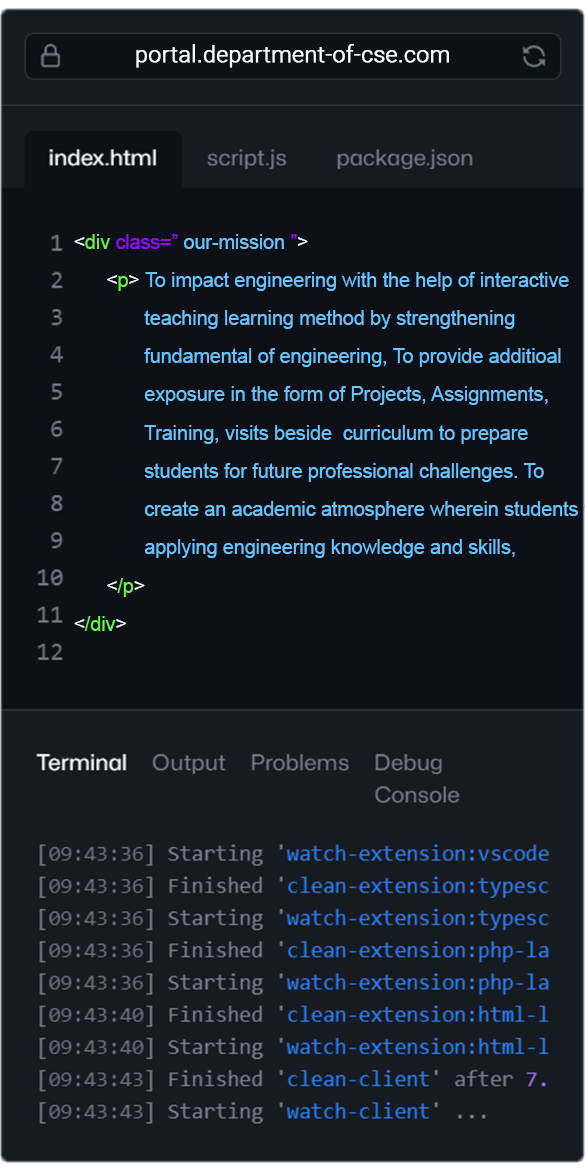 portal.department-of-cse.com
index.html script.js package.json
1 <div class=” our-mission ”>
2 <p> To impact engineering with the help of interactive
3 teaching learning method by strengthening
4 fundamental of engineering, To provide additioal
5 exposure in the form of Projects, Assignments,
6 Training, visits beside curriculum to prepare
7 students for future professional challenges. To
8 create an academic atmosphere wherein students
9 applying engineering knowledge and skills,
10 </p>
11 </div>
12
Terminal Output Problems Debug
Console
[09:43:36] Starting 'watch-extension:vscode
[09:43:36] Finished 'clean-extension:typesc
[09:43:36] Starting 'watch-extension:typesc
[09:43:36] Finished 'clean-extension:php-la
[09:43:36] Starting 'watch-extension:php-la
[09:43:40] Finished 'clean-extension:html-l
[09:43:40] Starting 'watch-extension:html-l
[09:43:43] Finished 'clean-client' after 7.
[09:43:43] Starting 'watch-client' ...